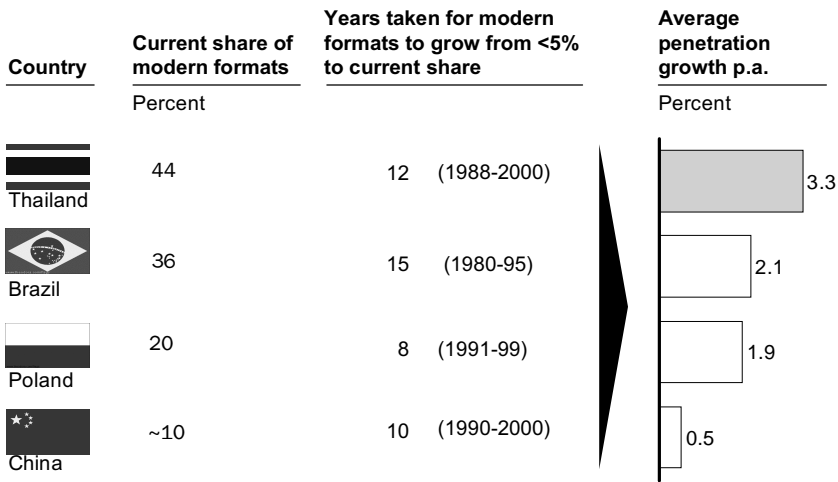 Country
Current share of
modern formats
Years taken for modern
formats to grow from <5%
to current share
Average
penetration
growth p.a.
Percent
Percent
Thailand
44
12 (1988-2000)
3.3
Brazil
36
15 (1980-95)
2.1
Poland
20
8 (1991-99)
1.9
China
~10
10 (1990-2000)
0.5